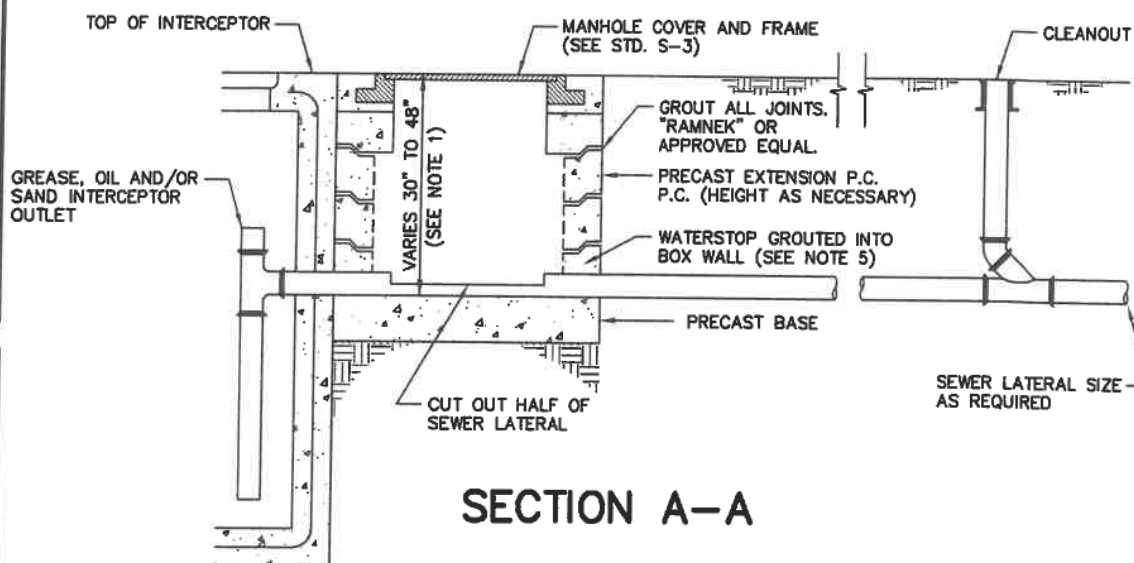 TOP OF INTERCEPTOR
MANHOLE COVER AND FRAME
(SEE STD. S-3)
CLEANOUT
GROUT ALL JOINTS.
"RAMNEK" OR
APPROVED EQUAL.
GREASE, OIL AND/OR
SAND INTERCEPTOR
OUTLET
VARIES 30" TO 48"
(SEE NOTE 1)
PRECAST EXTENSION P.C.
P.C. (HEIGHT AS NECESSARY)
WATERSTOP GROUTED INTO
BOX WALL (SEE NOTE 5)
PRECAST BASE
SEWER LATERAL SIZE
AS REQUIRED
CUT OUT HALF OF
SEWER LATERAL
SECTION A-A